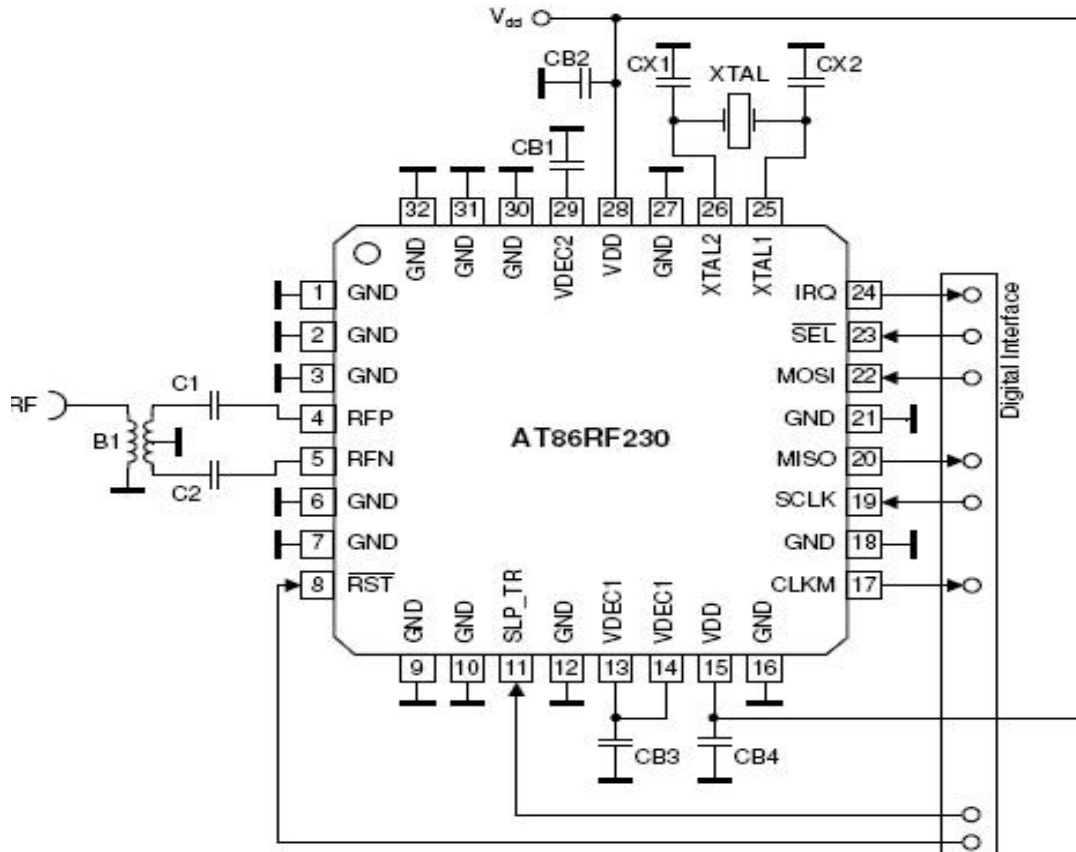 Vdd
CB2
CX1
XTAL
CX2
CB1
32 31 30 29 28 27 26 25
GND GND GND VDEC2 VDD GND XTAL2 XTAL1
1 GND
2 GND
3 GND
C1
4 RFP
RF
B1
5 RFN
C2
6 GND
7 GND
8 RST
AT86RF230
IRQ 24
SEL 23
MOSI 22
GND 21
MISO 20
SCLK 19
GND 18
CLKM 17
Digital Interface
GND GND SLP_TR GND VDEC1 VDEC1 VDD GND
9 10 11 12 13 14 15 16
CB3
CB4